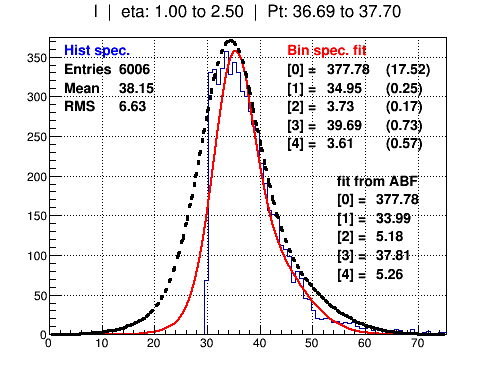 I | eta: 1.00 to 2.50 | Pt: 36.69 to 37.70
Hist spec.
Entries 6006
Mean 38.15
RMS 6.63
Bin spec. fit
[0] = 377.78 (17.52)
[1] = 34.95 (0.25)
[2] = 3.73 (0.17)
[3] = 39.69 (0.73)
[4] = 3.61 (0.57)
fit from ABF
[0] = 377.78
[1] = 33.99
[2] = 5.18
[3] = 37.81
[4] = 5.26
350
300
250
200
150
100
50
0
0 10 20 30 40 50 60 70